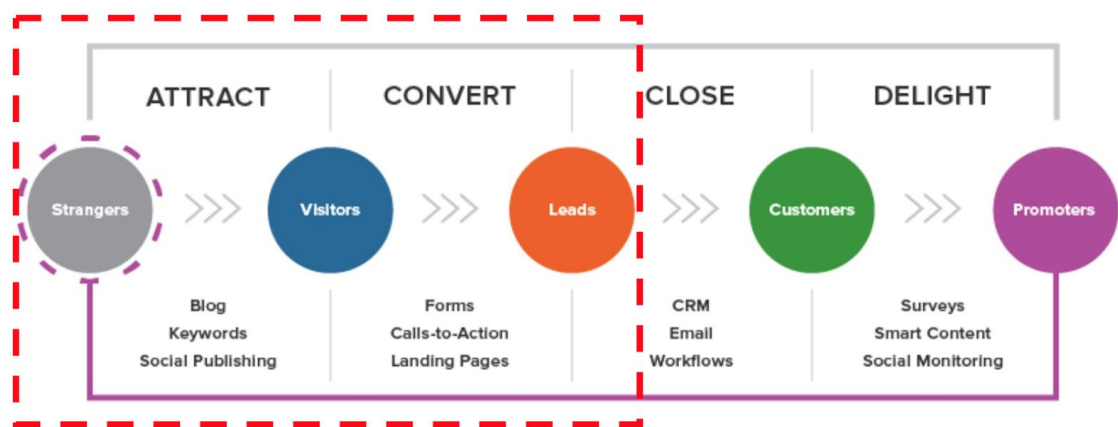 ATTRACT
CONVERT
CLOSE
DELIGHT
Strangers
Visitors
Leads
Customers
Promoters
Blog
Keywords
Social Publishing
Forms
Calls-to-Action
Landing Pages
CRM
Email
Workflows
Surveys
Smart Content
Social Monitoring